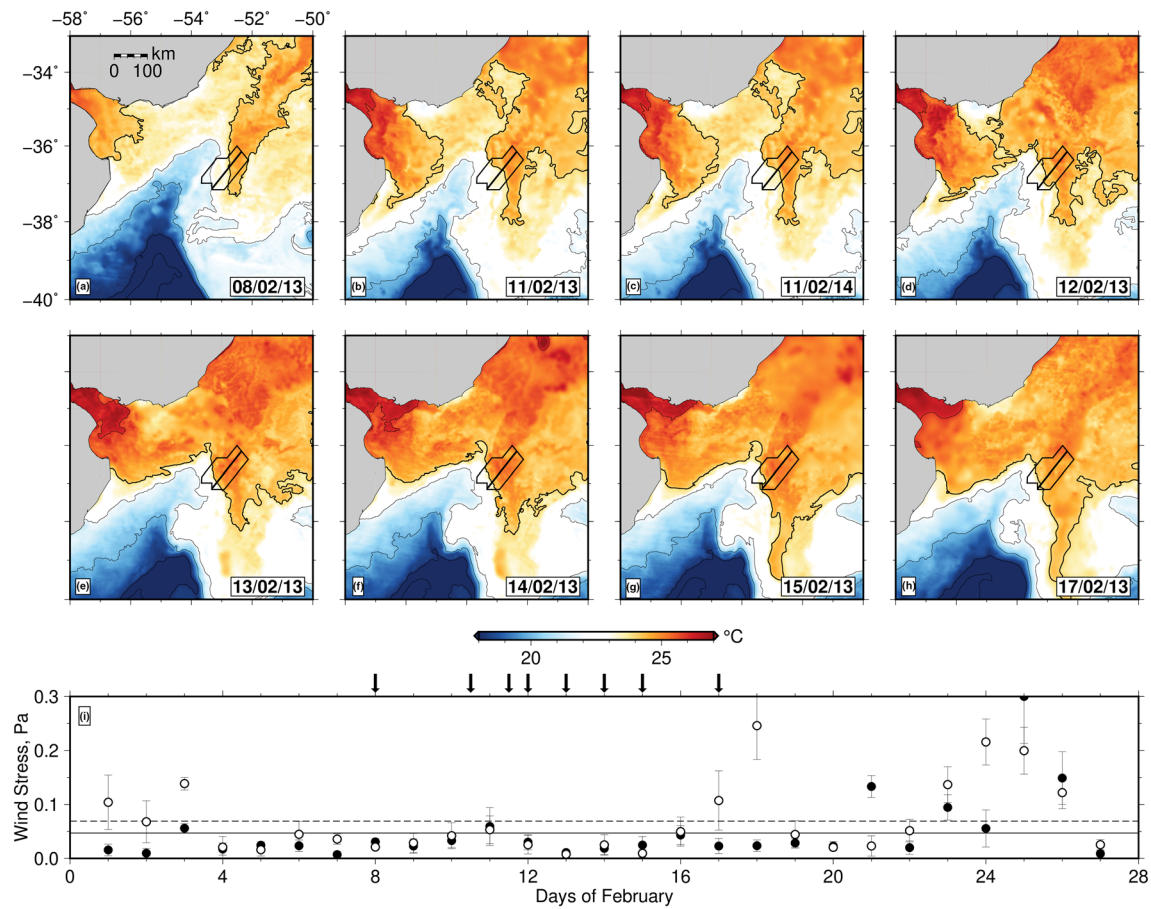 −58° −56° −54° −52° −50°
−34°
−36°
−38°
−40°
km
0 100
(a) 08/02/13
(b) 11/02/13
(c) 11/02/14
(d) 12/02/13
(e) 13/02/13
(f) 14/02/13
(g) 15/02/13
(h) 17/02/13
20 25 °C
(i)
Wind Stress, Pa
0.3
0.2
0.1
0.0
0 4 8 12 16 20 24 28
Days of February